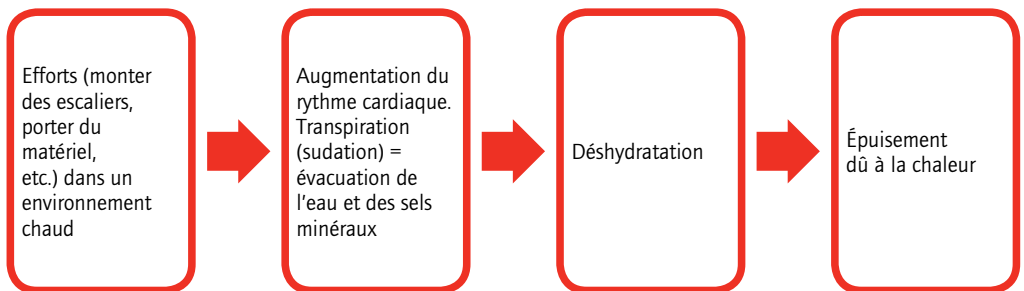 Efforts (monter
des escaliers,
porter du
matériel,
etc.) dans un
environnement
chaud
Augmentation du
rythme cardiaque.
Transpiration
(sudation) =
évacuation de
l'eau et des sels
minéraux
Déshydratation
Épuisement
dû à la chaleur